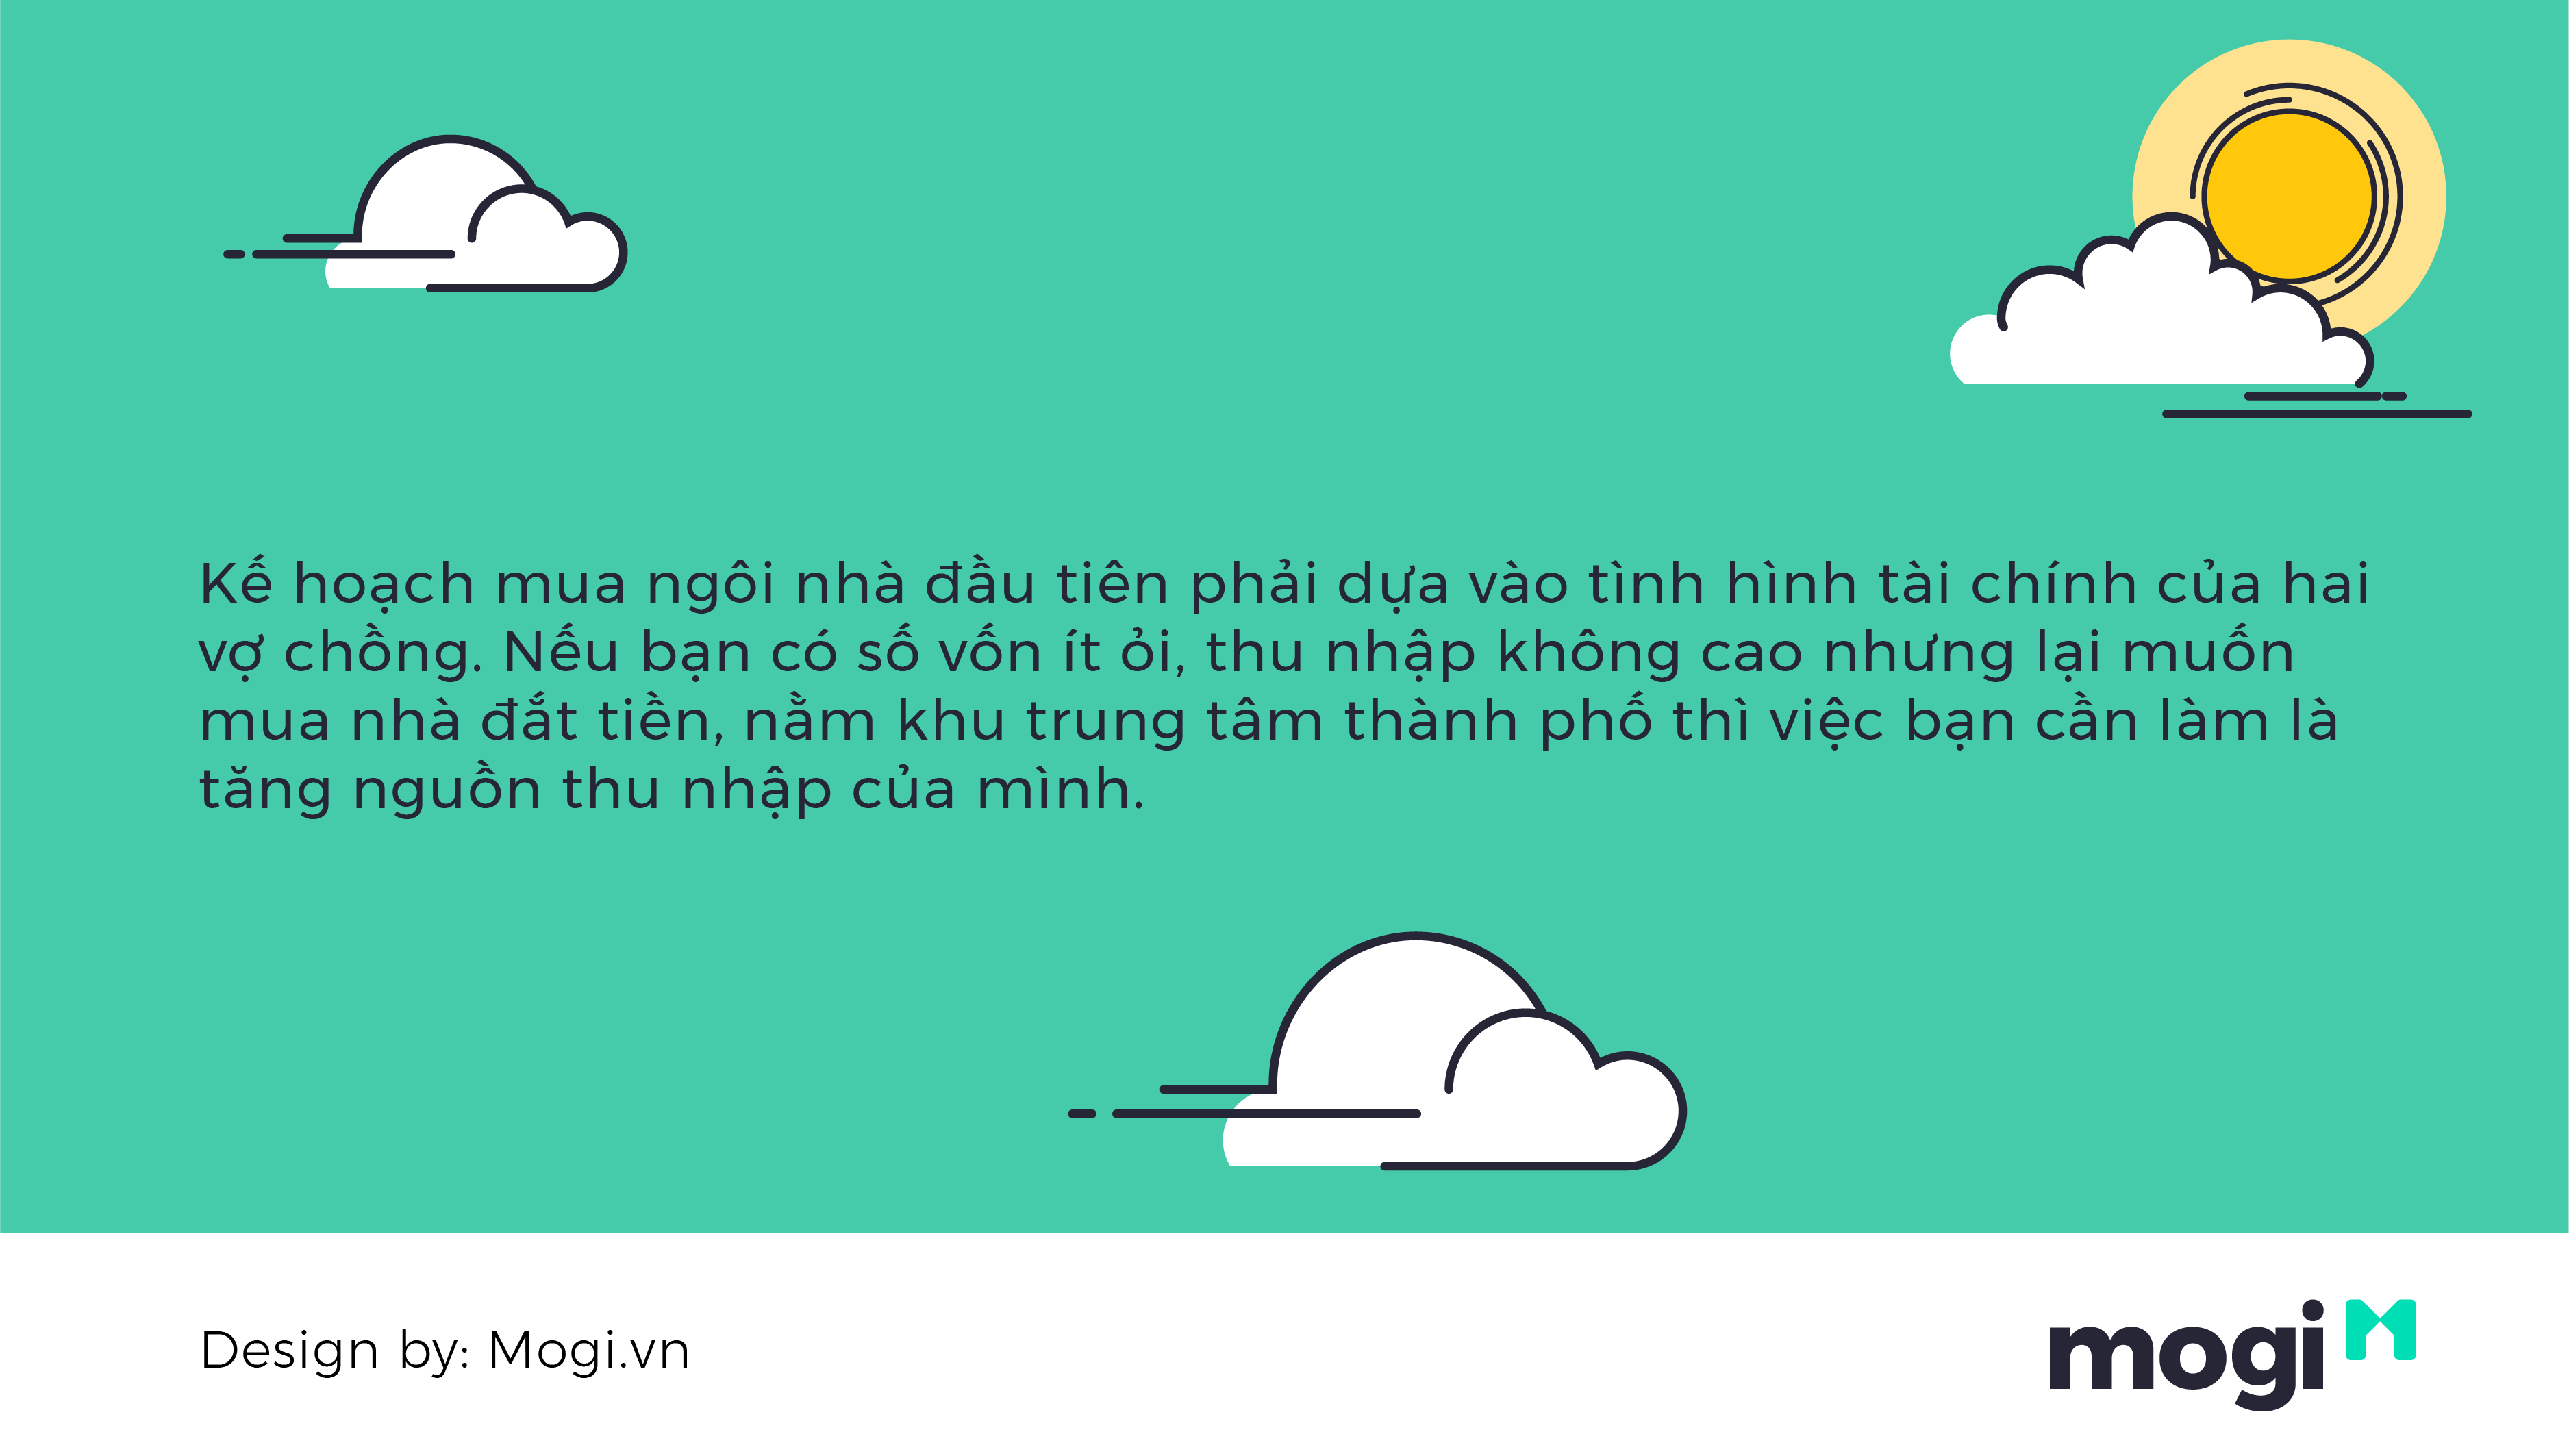 Kế hoạch mua ngôi nhà đầu tiên phải dựa vào tình hình tài chính của hai
vợ chồng. Nếu bạn có số vốn ít ỏi, thu nhập không cao nhưng lại muốn
mua nhà đắt tiền, nằm khu trung tâm thành phố thì việc bạn cần làm là
tăng nguồn thu nhập của mình.
Design by: Mogi.vn
mogi